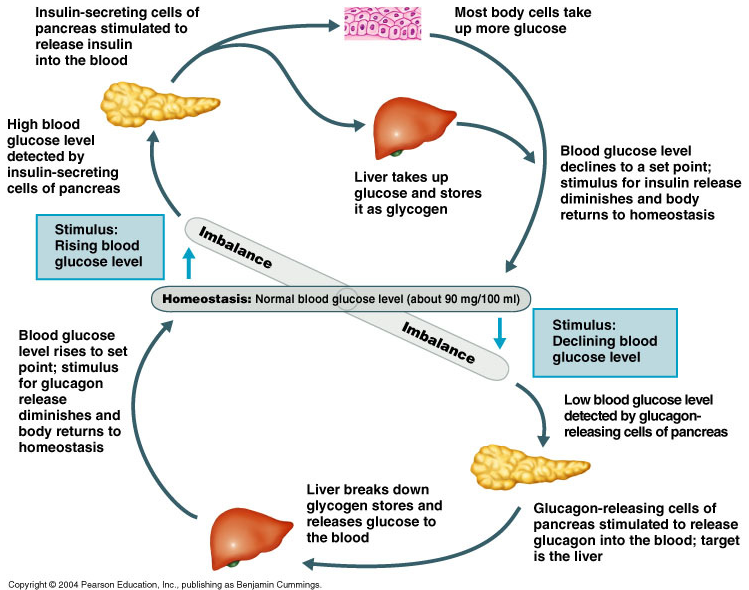 Insulin-secreting cells of
pancreas stimulated to
release insulin
into the blood
Most body cells take
up more glucose
High blood
glucose level
detected by
insulin-secreting
cells of pancreas
Liver takes up
glucose and stores
it as glycogen
Blood glucose level
declines to a set point;
stimulus for insulin release
diminishes and body
returns to homeostasis
Stimulus:
Rising blood
glucose level
Imbalance
Homeostasis: Normal blood glucose level (about 90 mg/100 ml)
Imbalance
Stimulus:
Declining blood
glucose level
Blood glucose
level rises to set
point; stimulus
for glucagon
release
diminishes and
body returns to
homeostasis
Low blood glucose level
detected by glucagon-
releasing cells of pancreas
Liver breaks down
glycogen stores and
releases glucose to
the blood
Glucagon-releasing cells of
pancreas stimulated to release
glucagon into the blood; target
is the liver
Copyright © 2004 Pearson Education, Inc., publishing as Benjamin Cummings.